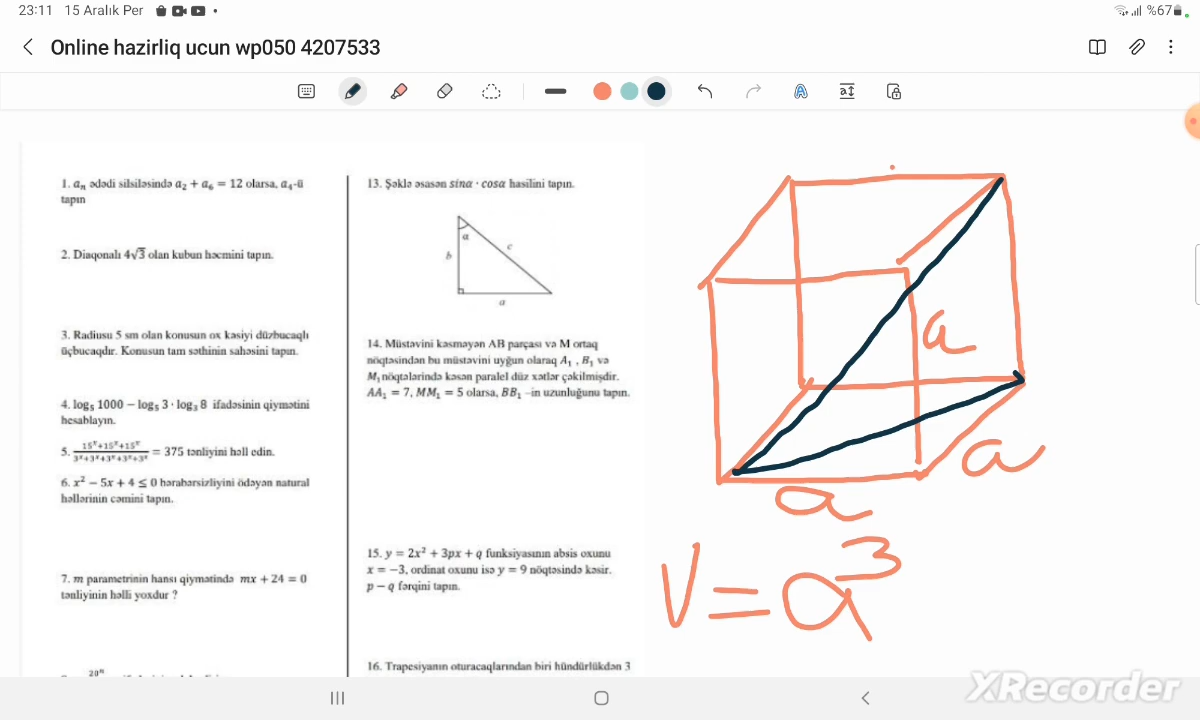 23:11 15 Aralık Per
%67
Online hazirliq ucun wp050 4207533
1. aₙ ədədi silsiləsində a₂ + a₆ = 12 olarsa, a₄-ü
tapın
2. Diaqonalı 4√3 olan kubun həcmini tapın.
3. Radiusu 5 sm olan konusun ox kəsiyi düzbucaqlı
üçbucaqdır. Konusun tam səthinin sahəsini tapın.
4. log₅ 1000 − log₅ 3 · log₃ 8 ifadəsinin qiymətini
hesablayın.
5. (15ˣ+15ˣ+15ˣ)/(3ˣ+3ˣ+3ˣ+3ˣ+3ˣ) = 375 tənliyini həll edin.
6. x² − 5x + 4 ≤ 0 bərabərsizliyini ödəyən natural
həllərinin cəmini tapın.
7. m parametrinin hansı qiymətində mx + 24 = 0
tənliyinin həlli yoxdur ?
20ⁿ
13. Şəklə əsasən sinα · cosα hasilini tapın.
α
b
c
a
14. Müstəvini kəsməyən AB parçası və M ortaq
nöqtəsindən bu müstəvini uyğun olaraq A₁ , B₁ və
M₁ nöqtələrində kəsən paralel düz xətlər çəkilmişdir.
AA₁ = 7, MM₁ = 5 olarsa, BB₁ –in uzunluğunu tapın.
15. y = 2x² + 3px + q funksiyasının absis oxunu
x = −3, ordinat oxunu isə y = 9 nöqtəsində kəsir.
p − q fərqini tapın.
16. Trapesiyanın oturacaqlarından biri hündürlükdən 3
a
a
a
V = a³
XRecorder